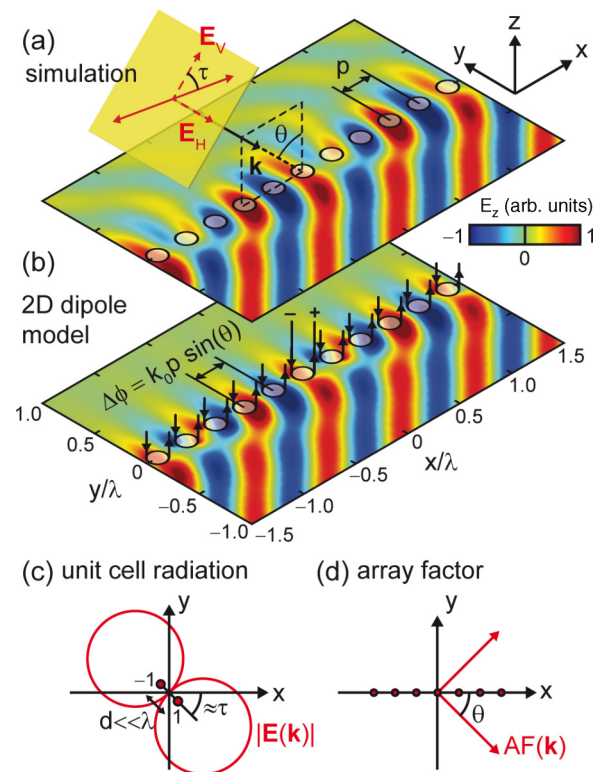 (a)
simulation
E_V
τ
E_H
k
θ
p
z
y
x
E_z (arb. units)
−1
0
1
(b)
2D dipole
model
− +
Δϕ = k_0 p sin(θ)
1.0
0.5
0
−0.5
−1.0
y/λ
−1.5
−1.0
−0.5
0
0.5
1.0
1.5
x/λ
(c) unit cell radiation
y
−1
x
1
≈τ
d<<λ
|E(k)|
(d) array factor
y
x
θ
AF(k)